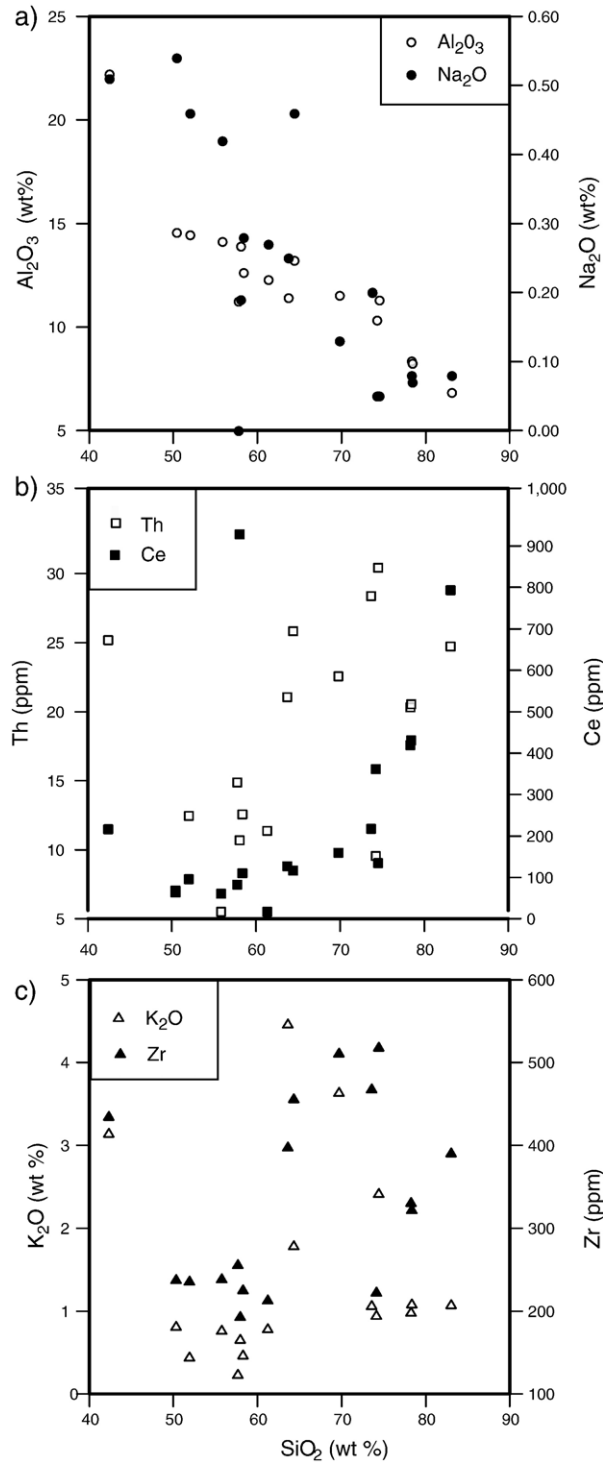 a)
25
20
15
10
5
Al₂O₃ (wt%)
Al₂0₃
Na₂O
0.60
0.50
0.40
0.30
0.20
0.10
0.00
Na₂O (wt%)
40 50 60 70 80 90
b)
35
30
25
20
15
10
5
Th (ppm)
Th
Ce
1,000
900
800
700
600
500
400
300
200
100
0
Ce (ppm)
40 50 60 70 80 90
c)
5
4
3
2
1
0
K₂O (wt %)
K₂O
Zr
600
500
400
300
200
100
Zr (ppm)
40 50 60 70 80 90
SiO₂ (wt %)